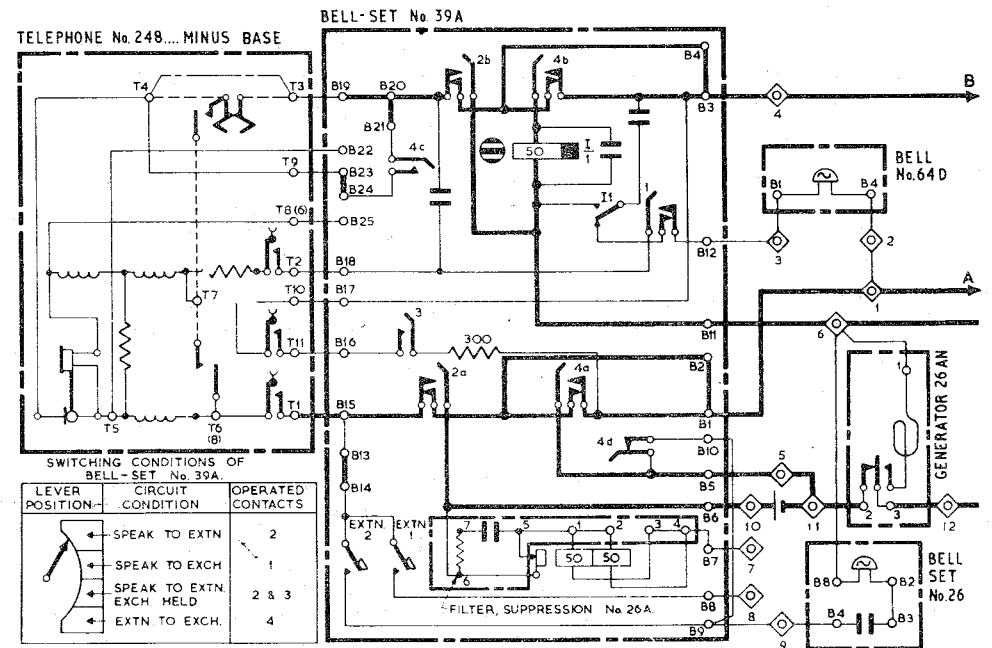 BELL-SET No. 39A
TELEPHONE No. 248.... MINUS BASE
T4
T3
B19
B20
2b
4b
B4
B3
4
B
B21
B22
4c
50
I
1
T9
B23
B24
T8(6)
B25
I1
1
BELL
No. 64D
B1
B4
B12
3
2
T2
B18
T7
T10
B17
A
1
B11
6
T11
B16
3
300
2a
4a
B2
B1
GENERATOR 26 AN
1
T5
T6
(8)
T1
B15
B13
B14
4d
B10
B5
5
B6
10
11
2
3
12
SWITCHING CONDITIONS OF
BELL-SET No. 39A.
LEVER
POSITION
CIRCUIT
CONDITION
OPERATED
CONTACTS
SPEAK TO EXTN
2
SPEAK TO EXCH
1
SPEAK TO EXTN.
EXCH. HELD
2 & 3
EXTN. TO EXCH.
4
EXTN.
2
EXTN
1
7
5
1
2
3
4
50
50
6
B7
7
FILTER, SUPPRESSION No. 26A.
B8
8
B9
9
BELL
SET
No. 26
B8
B2
B4
B3